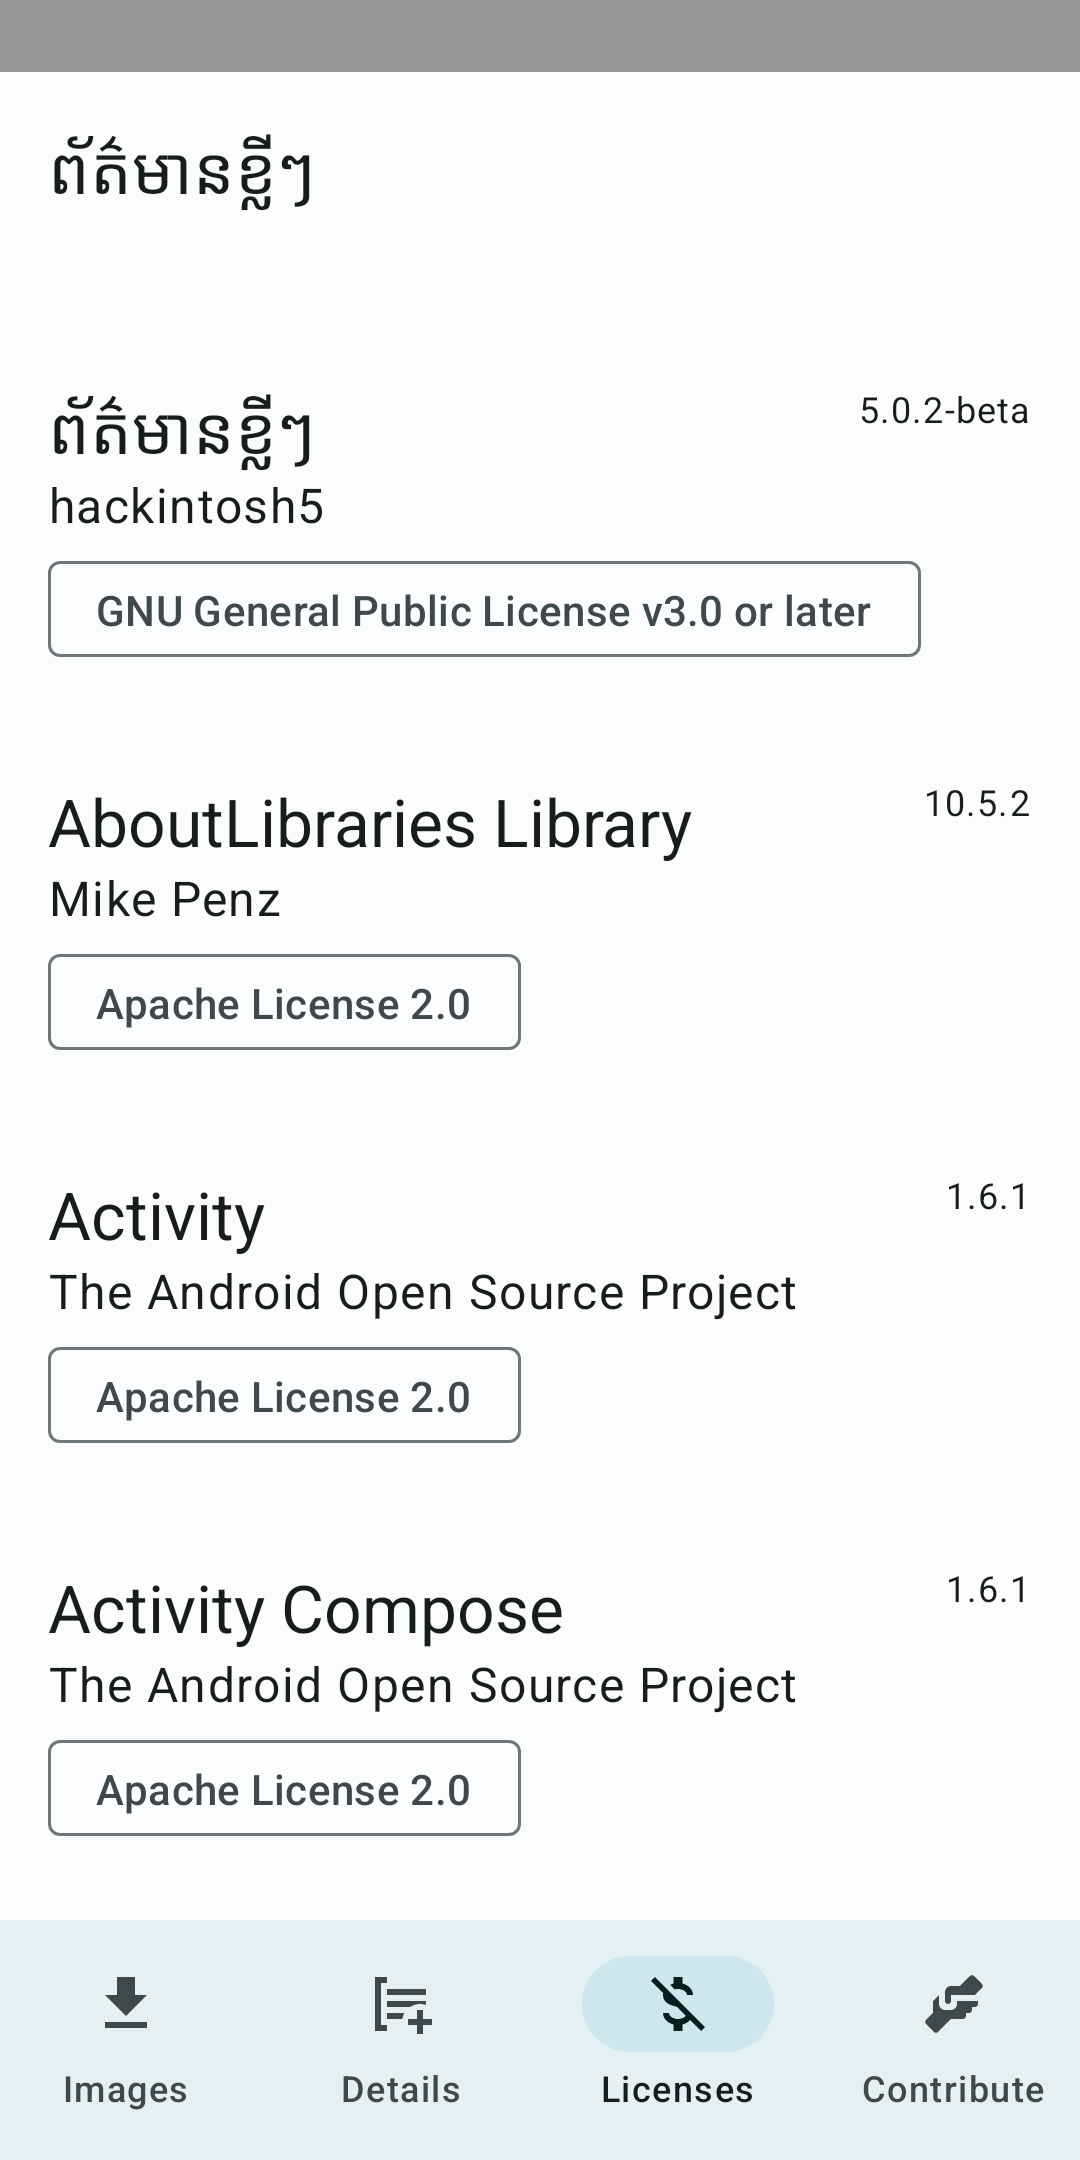 ព័ត៌មានខ្លីៗ
ព័ត៌មានខ្លីៗ
5.0.2-beta
hackintosh5
GNU General Public License v3.0 or later
AboutLibraries Library
10.5.2
Mike Penz
Apache License 2.0
Activity
1.6.1
The Android Open Source Project
Apache License 2.0
Activity Compose
1.6.1
The Android Open Source Project
Apache License 2.0
Images
Details
Licenses
Contribute